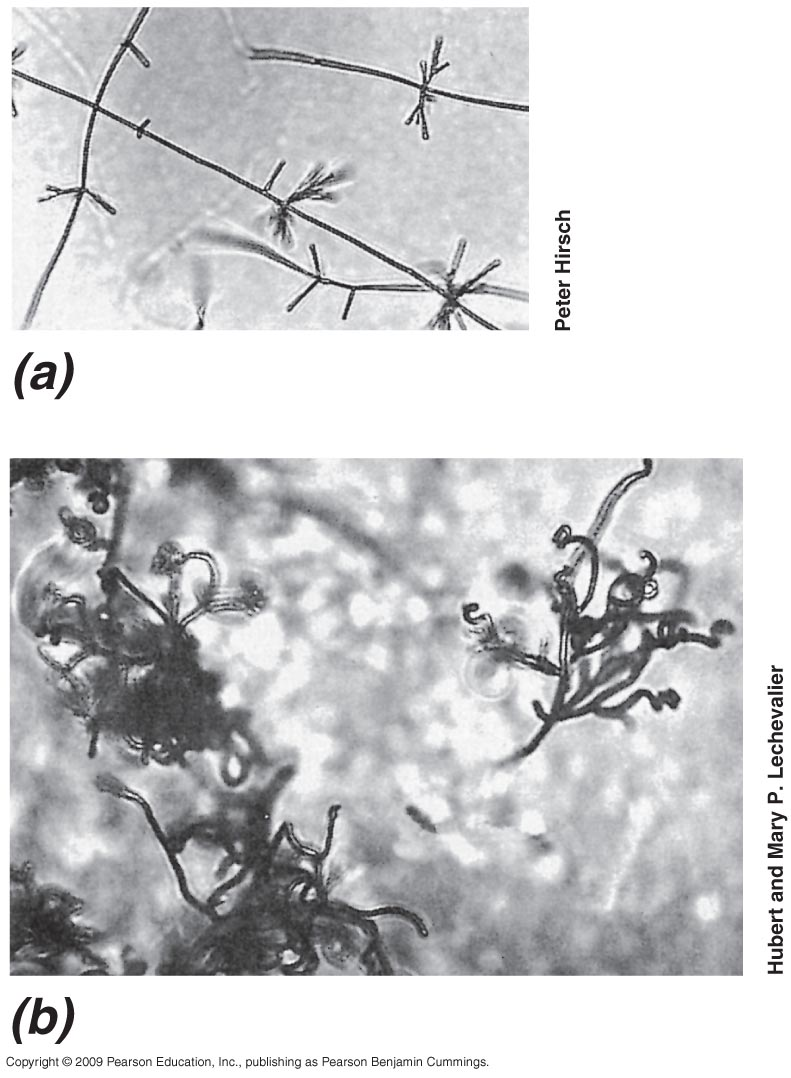 Peter Hirsch
(a)
Hubert and Mary P. Lechevalier
(b)
Copyright © 2009 Pearson Education, Inc., publishing as Pearson Benjamin Cummings.